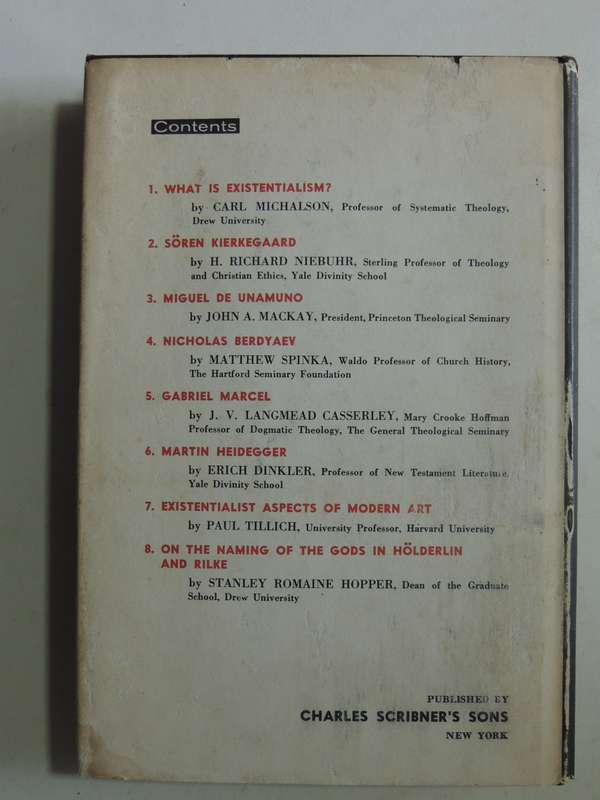 Contents
1. WHAT IS EXISTENTIALISM?
by CARL MICHALSON, Professor of Systematic Theology,
Drew University
2. SÖREN KIERKEGAARD
by H. RICHARD NIEBUHR, Sterling Professor of Theology
and Christian Ethics, Yale Divinity School
3. MIGUEL DE UNAMUNO
by JOHN A. MACKAY, President, Princeton Theological Seminary
4. NICHOLAS BERDYAEV
by MATTHEW SPINKA, Waldo Professor of Church History,
The Hartford Seminary Foundation
5. GABRIEL MARCEL
by J. V. LANGMEAD CASSERLEY, Mary Crooke Hoffman
Professor of Dogmatic Theology, The General Theological Seminary
6. MARTIN HEIDEGGER
by ERICH DINKLER, Professor of New Testament Literature,
Yale Divinity School
7. EXISTENTIALIST ASPECTS OF MODERN ART
by PAUL TILLICH, University Professor, Harvard University
8. ON THE NAMING OF THE GODS IN HÖLDERLIN
AND RILKE
by STANLEY ROMAINE HOPPER, Dean of the Graduate
School, Drew University
PUBLISHED BY
CHARLES SCRIBNER'S SONS
NEW YORK